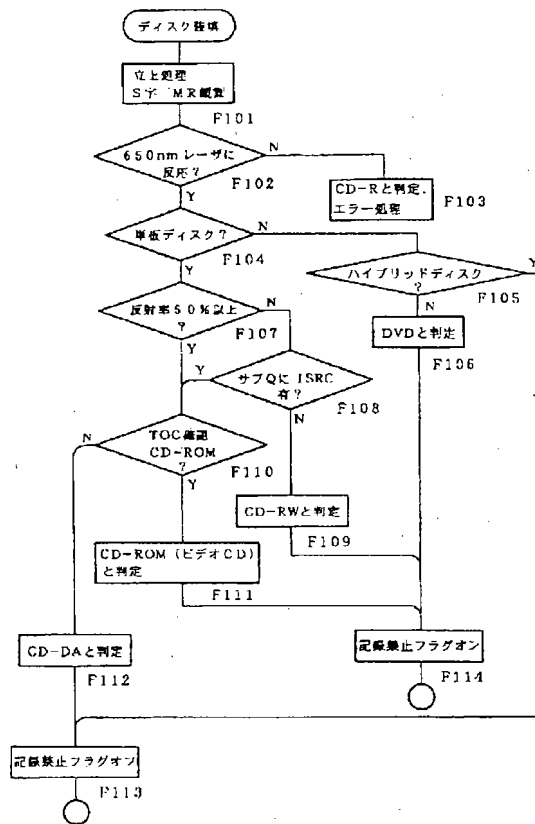 ディスク装填
立上処理
S字 MR観測
F101
650nmレーザに
反応?
N
F102
Y
CD-Rと判定,
エラー処理
F103
単板ディスク?
N
F104
Y
ハイブリッドディスク
?
Y
F105
N
反射率50%以上
?
N
F107
Y
DVDと判定
F106
Y
サブQにISRC
有?
F108
N
TOC確認
CD-ROM
?
N
F110
Y
CD-RWと判定
F109
CD-ROM(ビデオCD)
と判定
F111
CD-DAと判定
F112
記録禁止フラグオン
F114
記録禁止フラグオン
F113